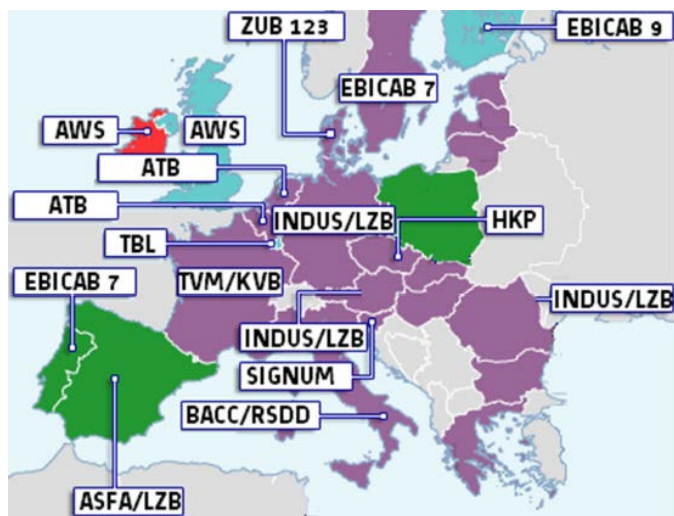 ZUB 123
EBICAB 9
EBICAB 7
AWS
AWS
ATB
ATB
INDUS/LZB
HKP
TBL
EBICAB 7
TVM/KVB
INDUS/LZB
INDUS/LZB
SIGNUM
BACC/RSDD
ASFA/LZB